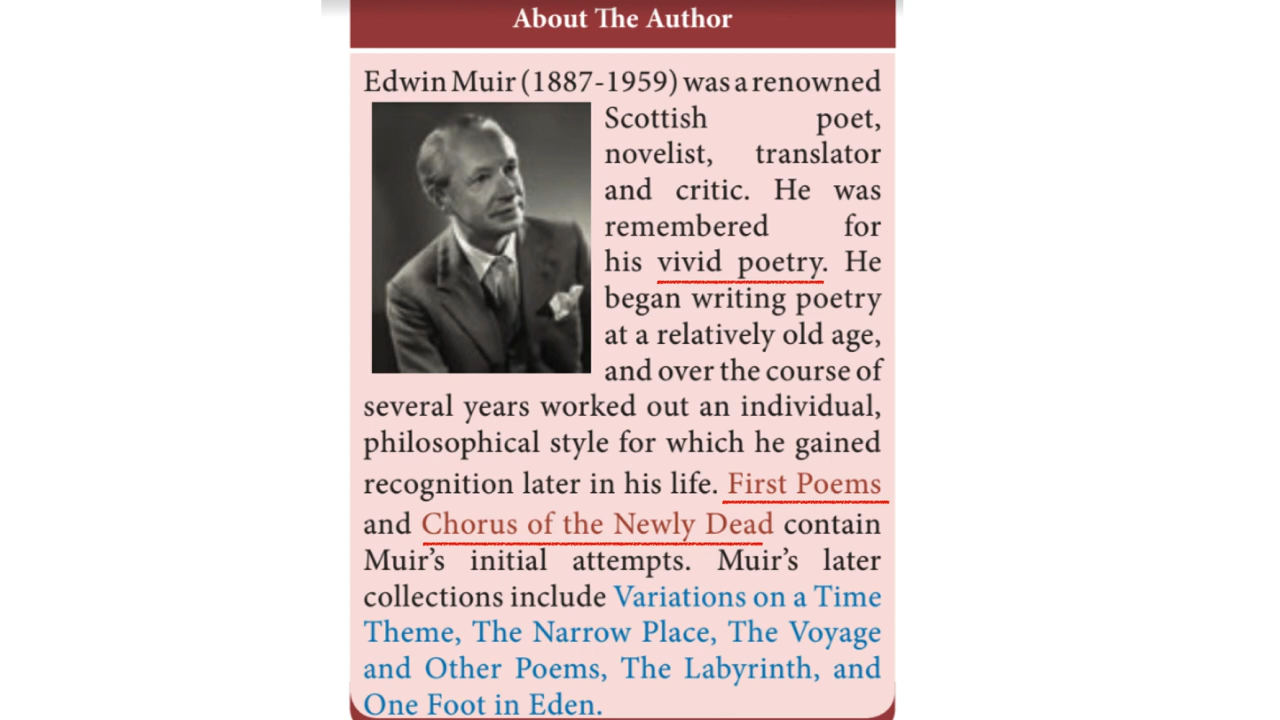 About The Author
Edwin Muir (1887-1959) was a renowned
Scottish poet,
novelist, translator
and critic. He was
remembered for
his vivid poetry. He
began writing poetry
at a relatively old age,
and over the course of
several years worked out an individual,
philosophical style for which he gained
recognition later in his life. First Poems
and Chorus of the Newly Dead contain
Muir’s initial attempts. Muir’s later
collections include Variations on a Time
Theme, The Narrow Place, The Voyage
and Other Poems, The Labyrinth, and
One Foot in Eden.